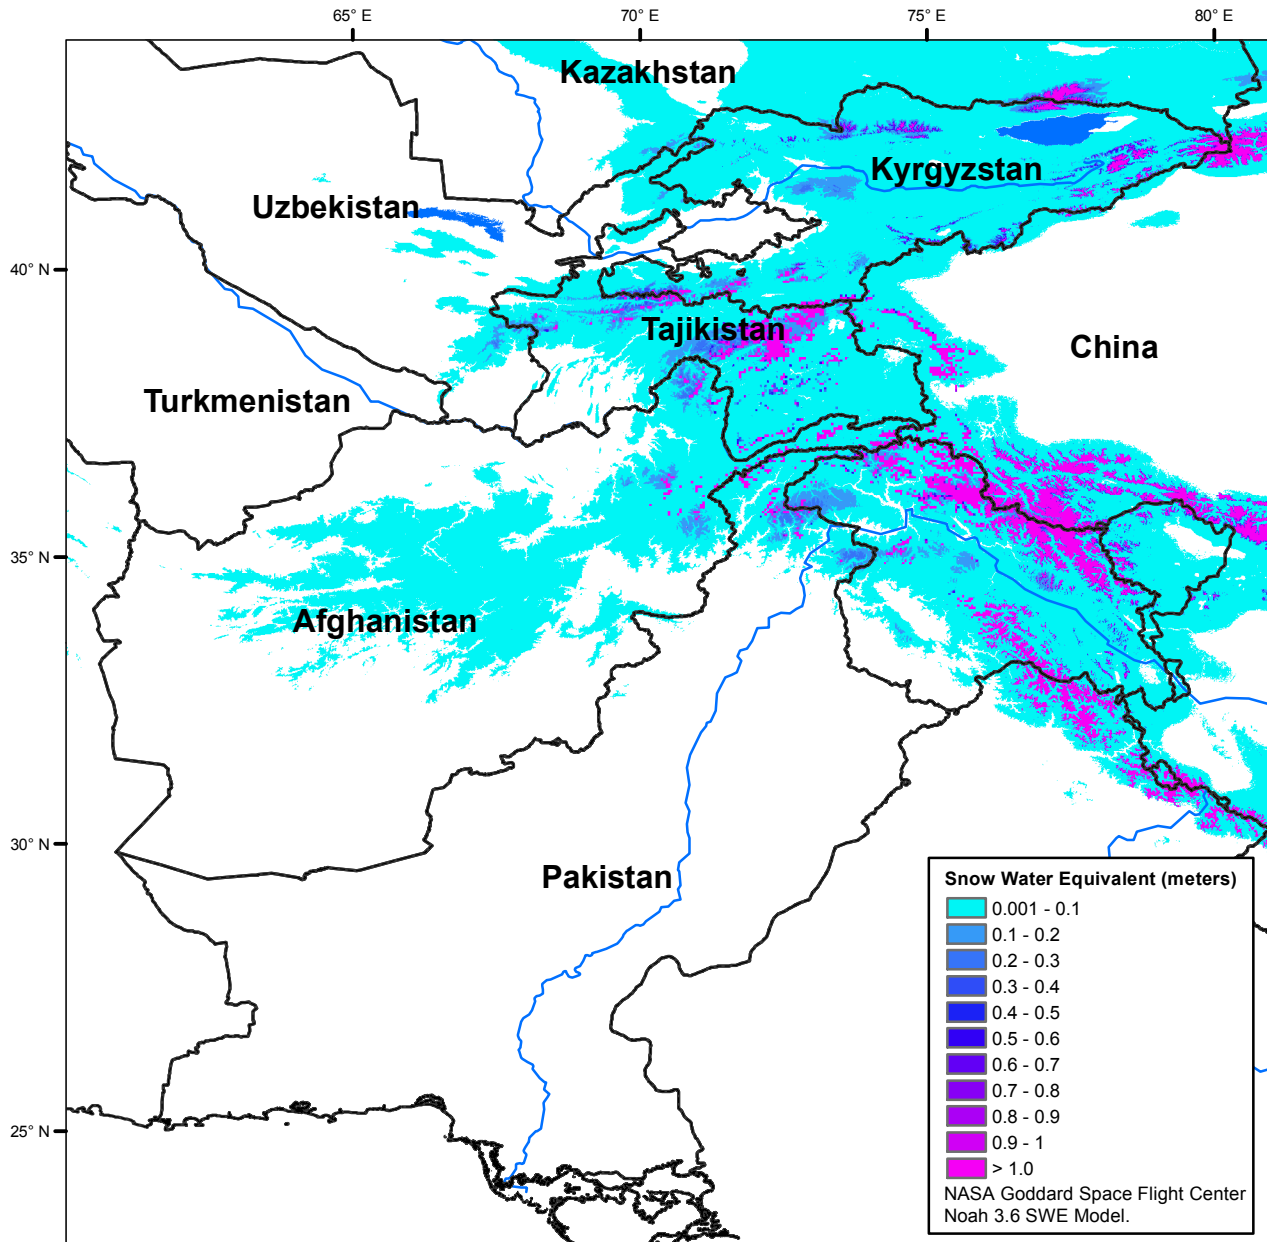 65° E
70° E
75° E
80° E
Kazakhstan
Kyrgyzstan
Uzbekistan
40° N
Tajikistan
China
Turkmenistan
35° N
Afghanistan
30° N
Pakistan
25° N
Snow Water Equivalent (meters)
0.001 - 0.1
0.1 - 0.2
0.2 - 0.3
0.3 - 0.4
0.4 - 0.5
0.5 - 0.6
0.6 - 0.7
0.7 - 0.8
0.8 - 0.9
0.9 - 1
> 1.0
NASA Goddard Space Flight Center
Noah 3.6 SWE Model.